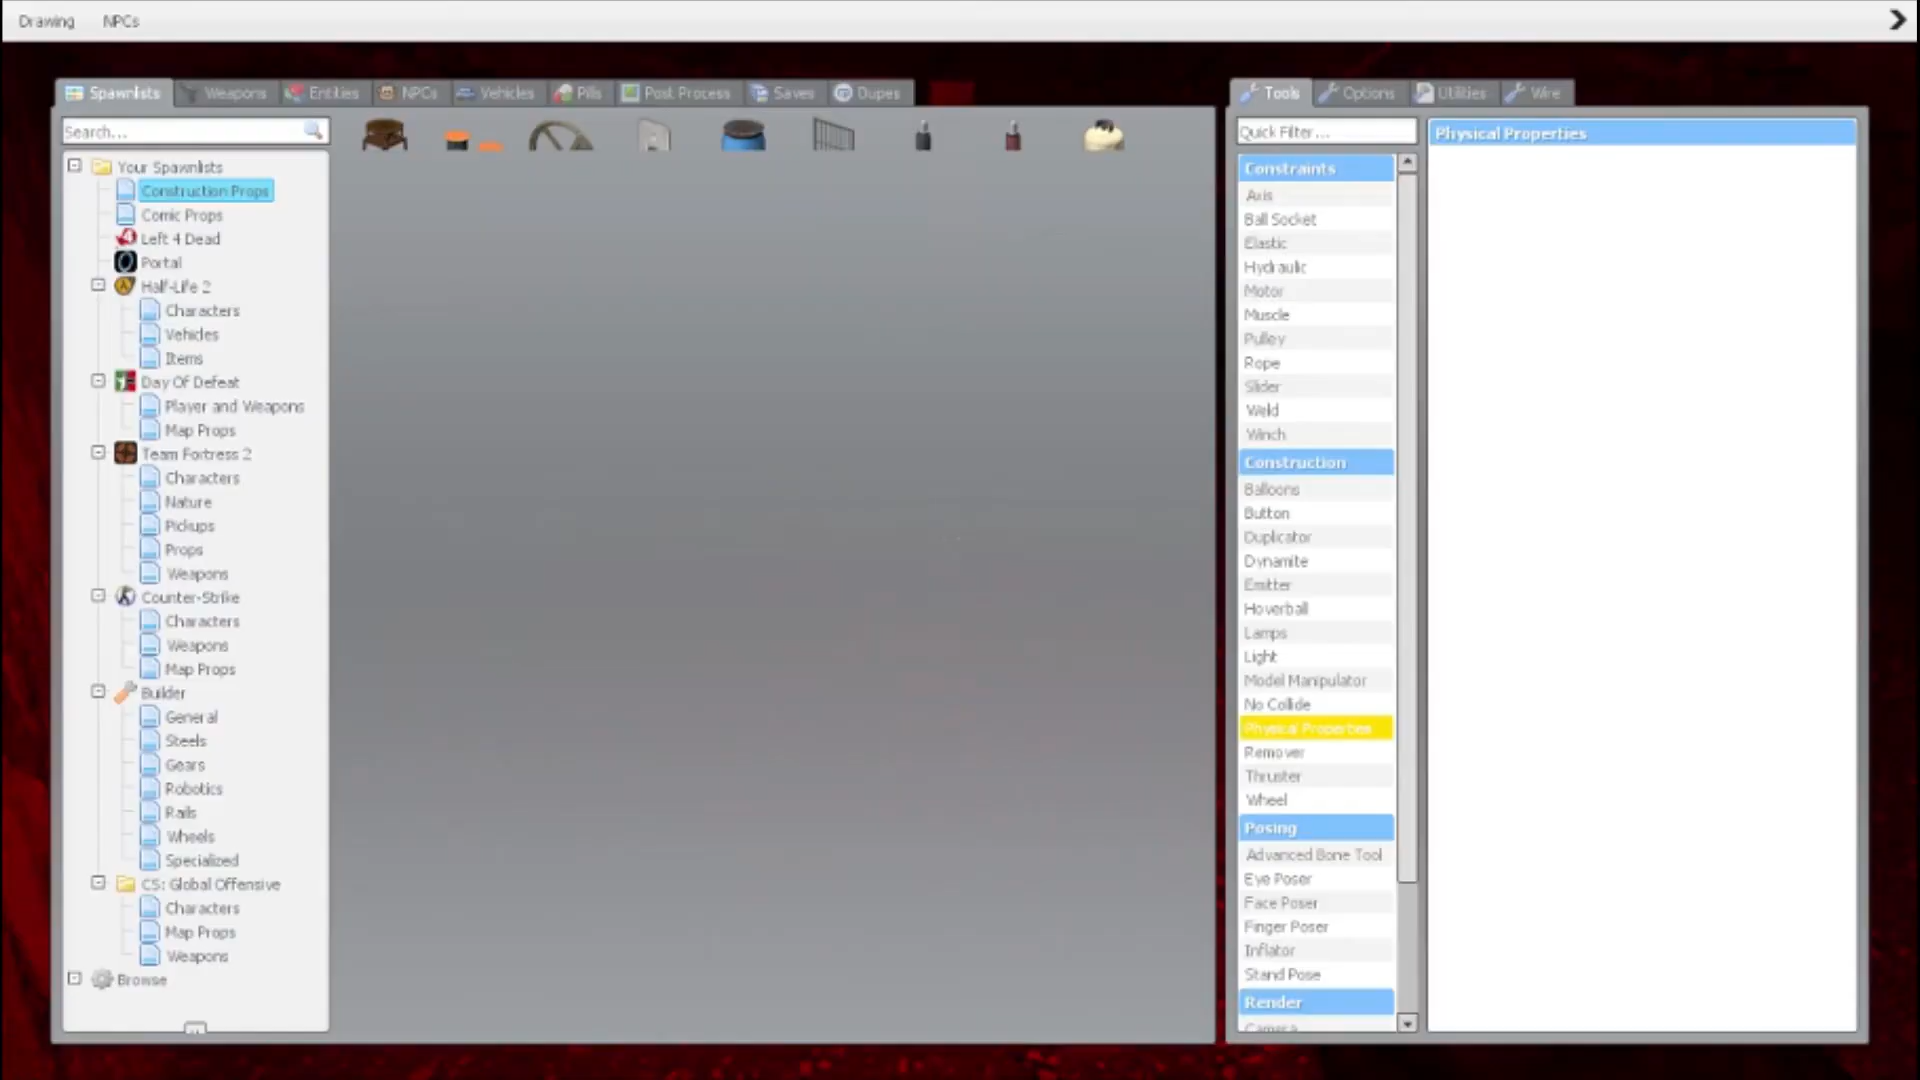 Drawing NPCs
Spawnlists Weapons Entities NPCs Vehicles Pills Post Process Saves Dupes
Search...
Your Spawnlists
Construction Props
Comic Props
Left 4 Dead
Portal
Half-Life 2
Characters
Vehicles
Items
Day Of Defeat
Player and Weapons
Map Props
Team Fortress 2
Characters
Nature
Pickups
Props
Weapons
Counter-Strike
Characters
Weapons
Map Props
Builder
General
Steels
Gears
Robotics
Rails
Wheels
Specialized
CS: Global Offensive
Characters
Map Props
Weapons
Browse
Tools Options Utilities Wire
Quick Filter...
Constraints
Axis
Ball Socket
Elastic
Hydraulic
Motor
Muscle
Pulley
Rope
Slider
Weld
Winch
Construction
Balloons
Button
Duplicator
Dynamite
Emitter
Hoverball
Lamps
Light
Model Manipulator
No Collide
Physical Properties
Remover
Thruster
Wheel
Posing
Advanced Bone Tool
Eye Poser
Face Poser
Finger Poser
Inflator
Stand Pose
Render
Camera
Physical Properties